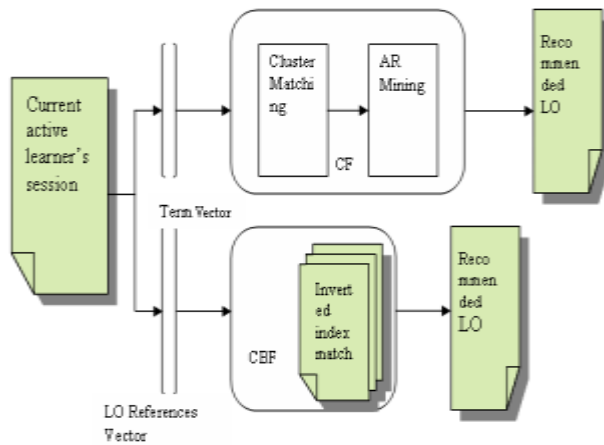 Current
active
learner's
session
Term Vector
LO References
Vector
Cluster
Matchi
ng
AR
Mining
CF
Reco
mmen
ded
LO
CBF
Invert
ed
index
match
Reco
mmen
ded
LO